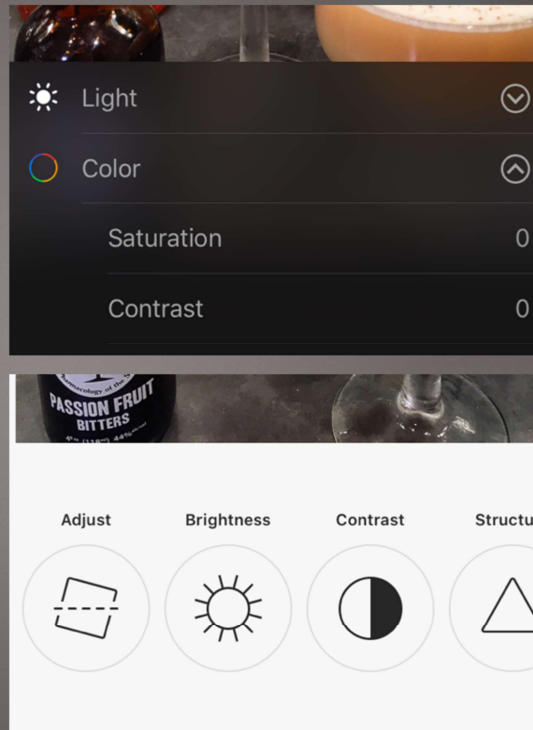 Light
Color
Saturation 0
Contrast 0
PASSION FRUIT
BITTERS
Adjust Brightness Contrast Structu